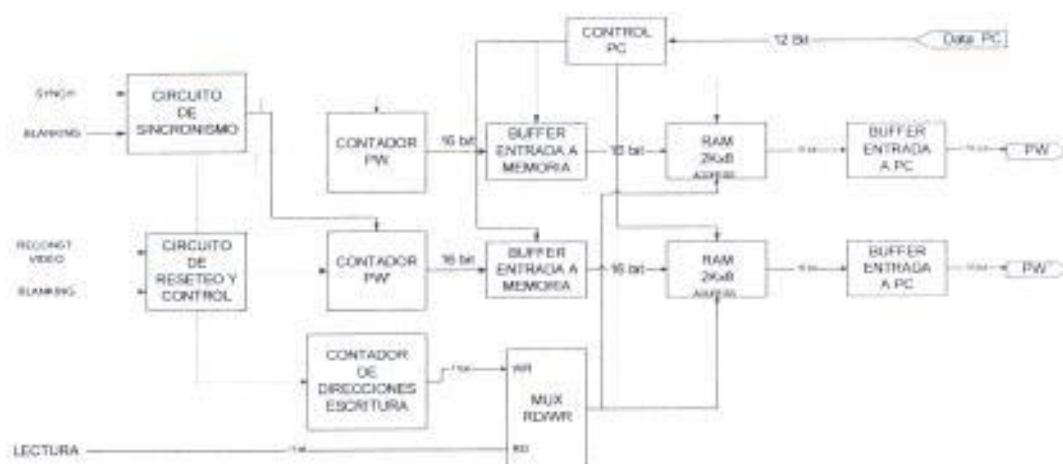 CONTROL
PC
12 Bit
Data PC
SYNCH
BLANKING
CIRCUITO
DE
SINCRONISMO
CONTADOR
PW
16 bit
BUFFER
ENTRADA A
MEMORIA
16 bit
RAM
2Kx8
ADDRESS
BUFFER
ENTRADA
A PC
PW
RECONST
VIDEO
BLANKING
CIRCUITO
DE
RESETEO Y
CONTROL
CONTADOR
PW'
16 bit
BUFFER
ENTRADA A
MEMORIA
16 bit
RAM
2Kx8
ADDRESS
BUFFER
ENTRADA
A PC
PW'
CONTADOR
DE
DIRECCIONES
ESCRITURA
WR
MUX
RD/WR
RD
LECTURA